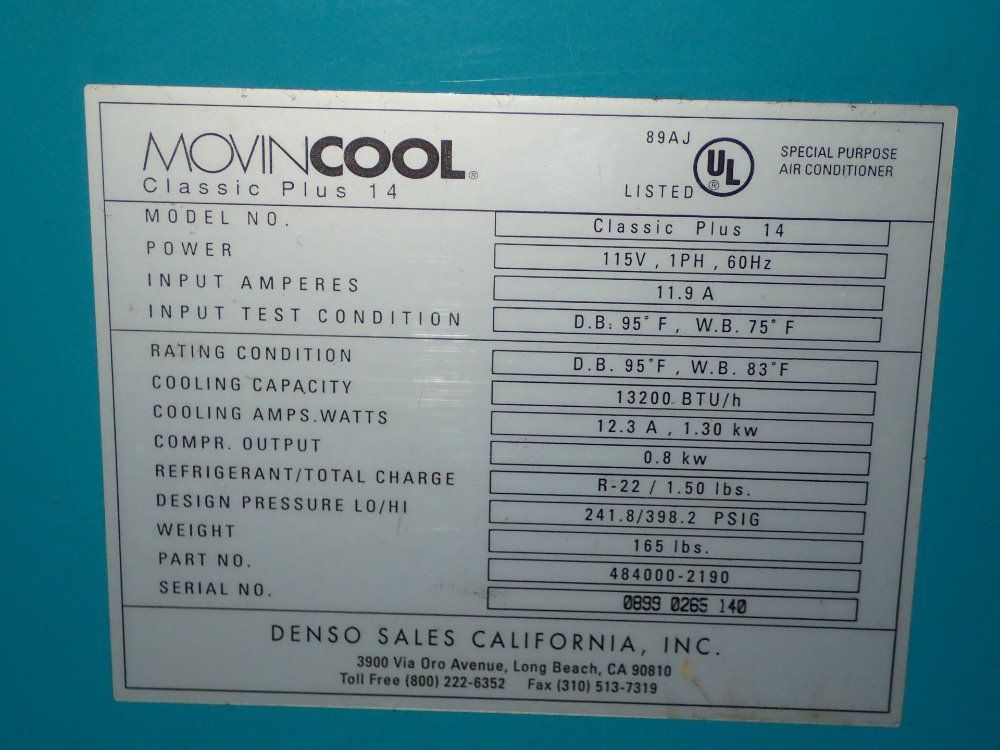 MOVINCOOL®
Classic Plus 14
89AJ
LISTED
UL®
SPECIAL PURPOSE
AIR CONDITIONER
MODEL NO. Classic Plus 14
POWER 115V, 1PH, 60Hz
INPUT AMPERES 11.9 A
INPUT TEST CONDITION D.B. 95°F, W.B. 75°F
RATING CONDITION D.B. 95°F, W.B. 83°F
COOLING CAPACITY 13200 BTU/h
COOLING AMPS.WATTS 12.3 A, 1.30 kw
COMPR. OUTPUT 0.8 kw
REFRIGERANT/TOTAL CHARGE R-22 / 1.50 lbs.
DESIGN PRESSURE LO/HI 241.8/398.2 PSIG
WEIGHT 165 lbs.
PART NO. 484000-2190
SERIAL NO. 0899 0265 140
DENSO SALES CALIFORNIA, INC.
3900 Via Oro Avenue, Long Beach, CA 90810
Toll Free (800) 222-6352 Fax (310) 513-7319